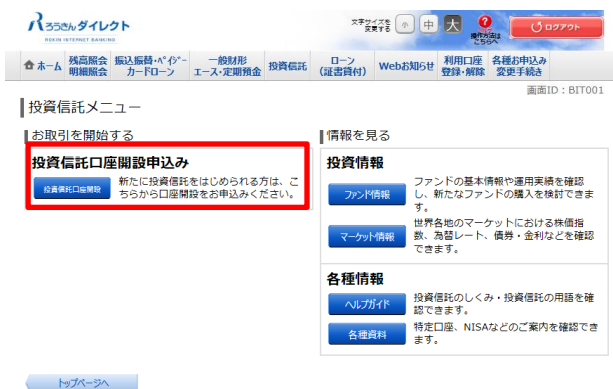 ろうきんダイレクト
ROKIN INTERNET BANKING
文字サイズを
変更する
小 中 大
?
操作方法は
こちらへ
ログアウト
ホーム
残高照会
明細照会
振込振替・ペイジー
カードローン
一般財形
エース・定期預金
投資信託
ローン
(証書貸付)
Webお知らせ
利用口座
登録・解除
各種お申込み
変更手続き
画面ID:BIT001
投資信託メニュー
お取引を開始する
投資信託口座開設申込み
投資信託口座開設
新たに投資信託をはじめられる方は、こ
ちらから口座開設をお申込みください。
情報を見る
投資情報
ファンド情報
ファンドの基本情報や運用実績を確認
し、新たなファンドの購入を検討できま
す。
マーケット情報
世界各地のマーケットにおける株価指
数、為替レート、債券・金利などを確認
できます。
各種情報
ヘルプガイド
投資信託のしくみ・投資信託の用語を確
認できます。
各種資料
特定口座、NISAなどのご案内を確認でき
ます。
トップページへ